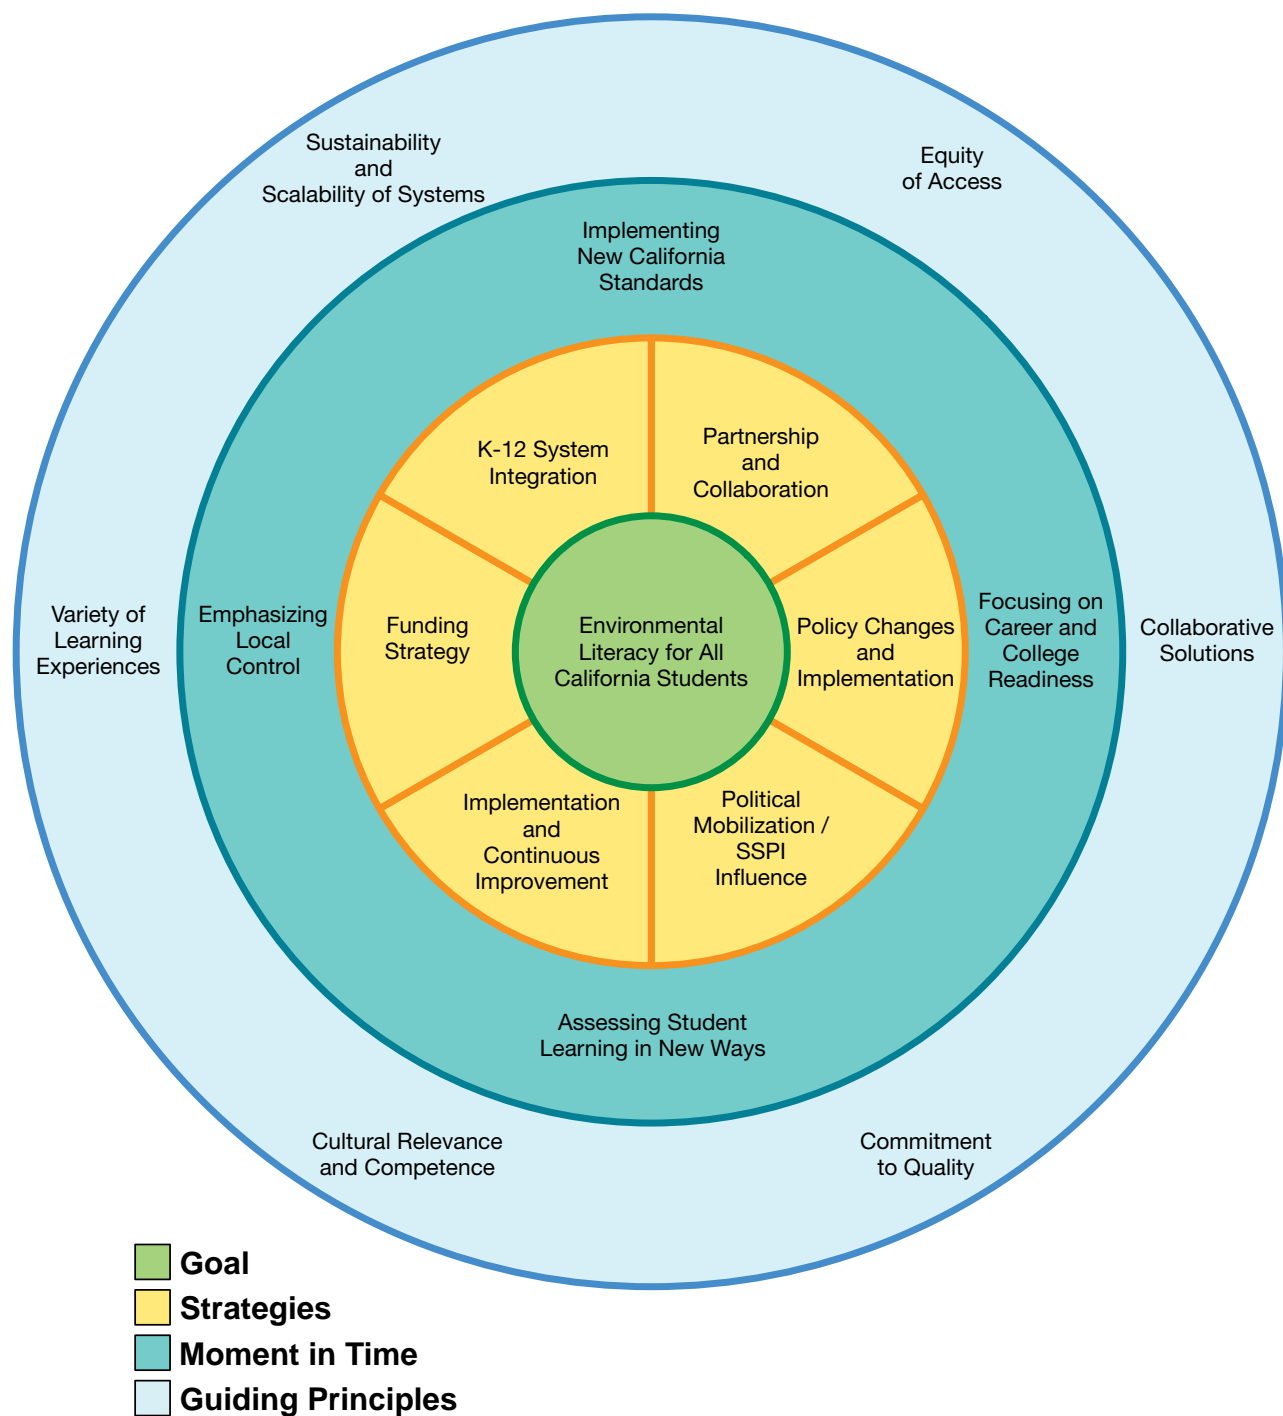 Sustainability
and
Scalability of Systems
Equity
of Access
Implementing
New California
Standards
K-12 System
Integration
Partnership
and
Collaboration
Variety of
Learning
Experiences
Emphasizing
Local
Control
Funding
Strategy
Environmental
Literacy for All
California Students
Policy Changes
and
Implementation
Focusing on
Career and
College
Readiness
Collaborative
Solutions
Implementation
and
Continuous
Improvement
Political
Mobilization /
SSPI
Influence
Assessing Student
Learning in New Ways
Cultural Relevance
and Competence
Commitment
to Quality
Goal
Strategies
Moment in Time
Guiding Principles